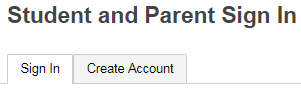 Student and Parent Sign In
Sign In Create Account